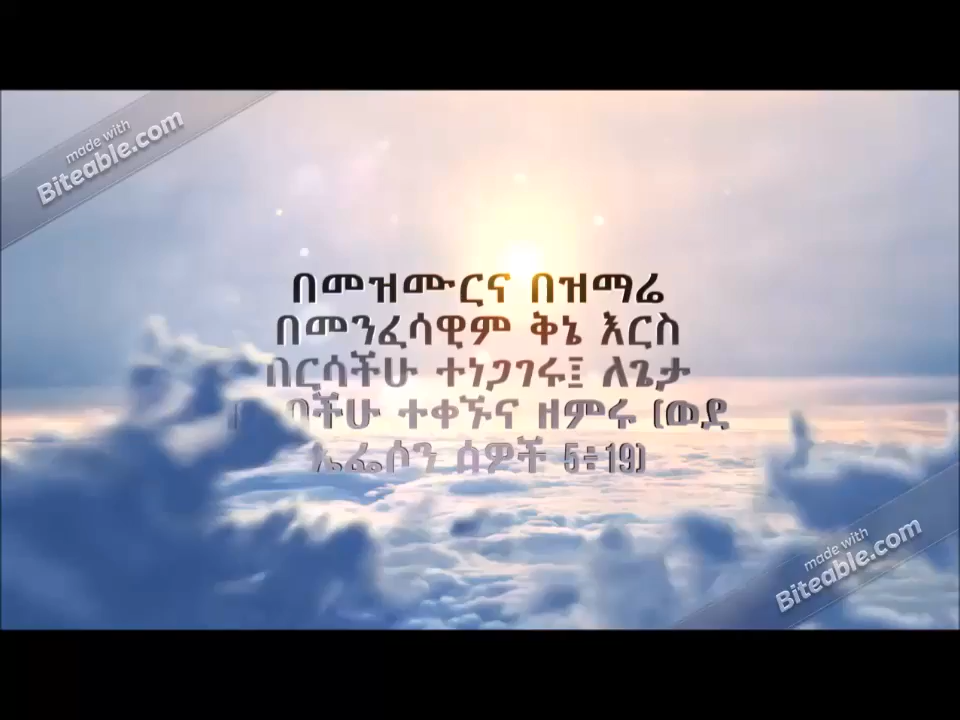 made with
Biteable.com
በመዝሙርና በዝማሬ
በመንፈሳዊም ቅኔ እርስ
በርሳችሁ ተነጋገሩ፤ ለጌታ
ተቀኙና ዘምሩ (ወደ
ኤፌሶን ሰዎች 5÷19)
made with
Biteable.com